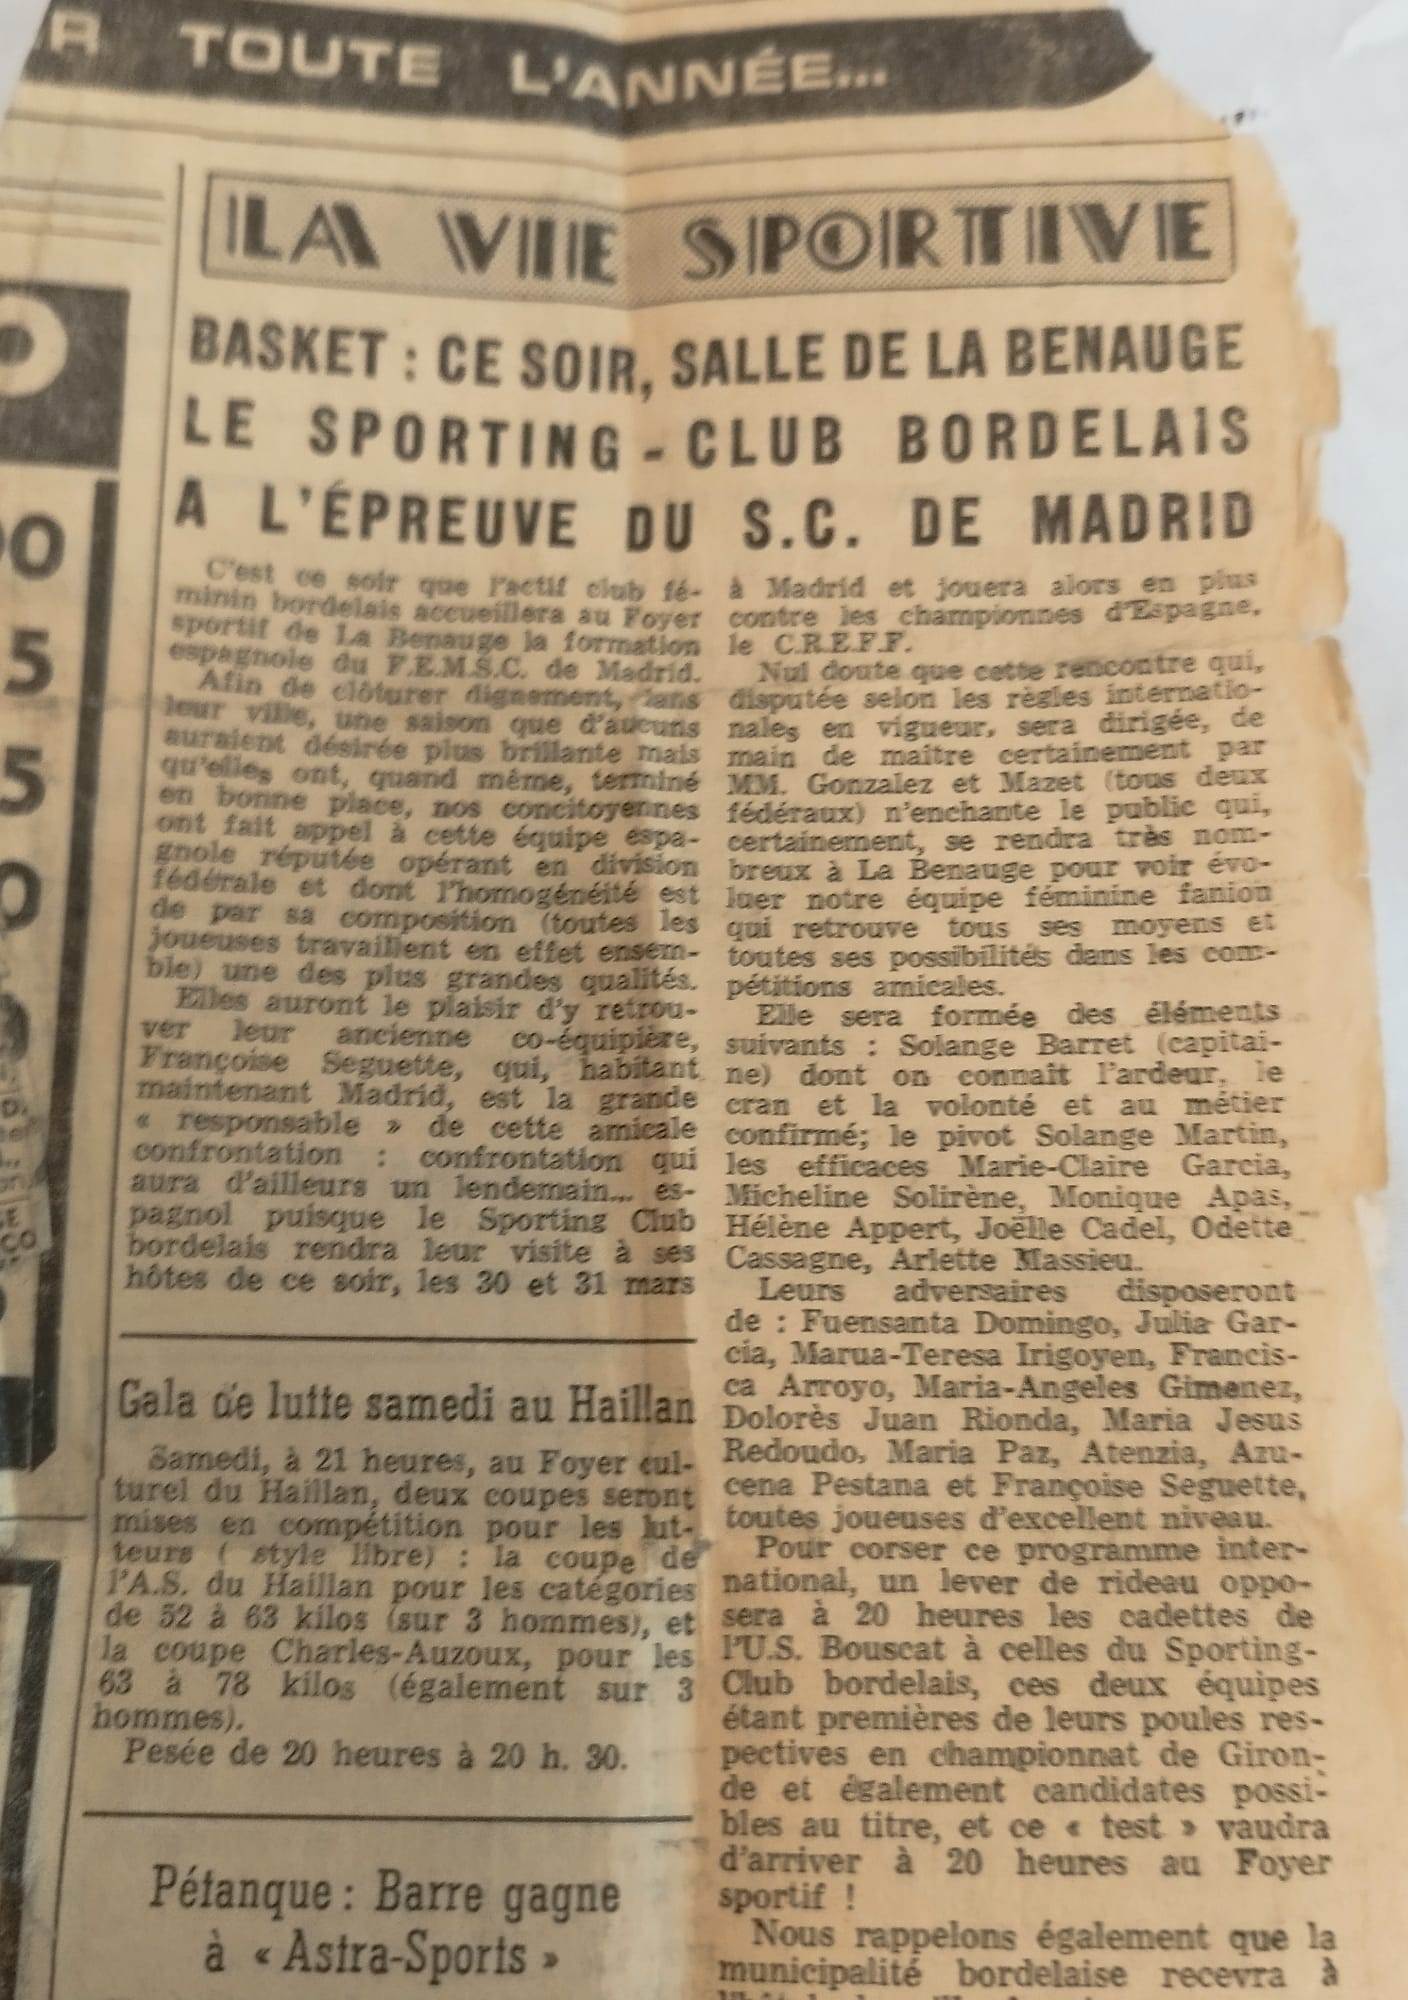 R TOUTE L'ANNÉE...
LA VIE SPORTIVE
BASKET : CE SOIR, SALLE DE LA BENAUGE
LE SPORTING - CLUB BORDELAIS
A L'ÉPREUVE DU S.C. DE MADRID
C'est ce soir que l'actif club fé-
minin bordelais accueillera au Foyer
sportif de La Benauge la formation
espagnole du F.E.M.S.C. de Madrid.
Afin de clôturer dignement, dans
leur ville, une saison que d'aucuns
auraient désirée plus brillante mais
qu'elles ont, quand même, terminé
en bonne place, nos concitoyennes
ont fait appel à cette équipe espa-
gnole réputée opérant en division
fédérale et dont l'homogénéité est
de par sa composition (toutes les
joueuses travaillent en effet ensem-
ble) une des plus grandes qualités.
Elles auront le plaisir d'y retrou-
ver leur ancienne co-équipière,
Françoise Seguette, qui, habitant
maintenant Madrid, est la grande
« responsable » de cette amicale
confrontation : confrontation qui
aura d'ailleurs un lendemain... es-
pagnol puisque le Sporting Club
bordelais rendra leur visite à ses
hôtes de ce soir, les 30 et 31 mars
à Madrid et jouera alors en plus
contre les championnes d'Espagne,
le C.R.E.F.F.
Nul doute que cette rencontre qui,
disputée selon les règles internatio-
nales en vigueur, sera dirigée, de
main de maître certainement par
MM. Gonzalez et Mazet (tous deux
fédéraux) n'enchante le public qui,
certainement, se rendra très nom-
breux à La Benauge pour voir évo-
luer notre équipe féminine fanion
qui retrouve tous ses moyens et
toutes ses possibilités dans les com-
pétitions amicales.
Elle sera formée des éléments
suivants : Solange Barret (capitai-
ne) dont on connaît l'ardeur, le
cran et la volonté et au métier
confirmé; le pivot Solange Martin,
les efficaces Marie-Claire Garcia,
Micheline Solirène, Monique Apas,
Hélène Appert, Joëlle Cadel, Odette
Cassagne, Arlette Massieu.
Leurs adversaires disposeront
de : Fuensanta Domingo, Julia Gar-
cia, Marua-Teresa Irigoyen, Francis-
ca Arroyo, Maria-Angeles Gimenez,
Dolorès Juan Rionda, Maria Jesus
Redoudo, Maria Paz, Atenzia, Azu-
cena Pestana et Françoise Seguette,
toutes joueuses d'excellent niveau.
Pour corser ce programme inter-
national, un lever de rideau oppo-
sera à 20 heures les cadettes de
l'U.S. Bouscat à celles du Sporting-
Club bordelais, ces deux équipes
étant premières de leurs poules res-
pectives en championnat de Giron-
de et également candidates possi-
bles au titre, et ce « test » vaudra
d'arriver à 20 heures au Foyer
sportif !
Nous rappelons également que la
municipalité bordelaise recevra à
Gala de lutte samedi au Haillan
Samedi, à 21 heures, au Foyer cul-
turel du Haillan, deux coupes seront
mises en compétition pour les lut-
teurs ( style libre) : la coupe de
l'A.S. du Haillan pour les catégories
de 52 à 63 kilos (sur 3 hommes), et
la coupe Charles-Auzoux, pour les
63 à 78 kilos (également sur 3
hommes).
Pesée de 20 heures à 20 h. 30.
Pétanque : Barre gagne
à « Astra-Sports »